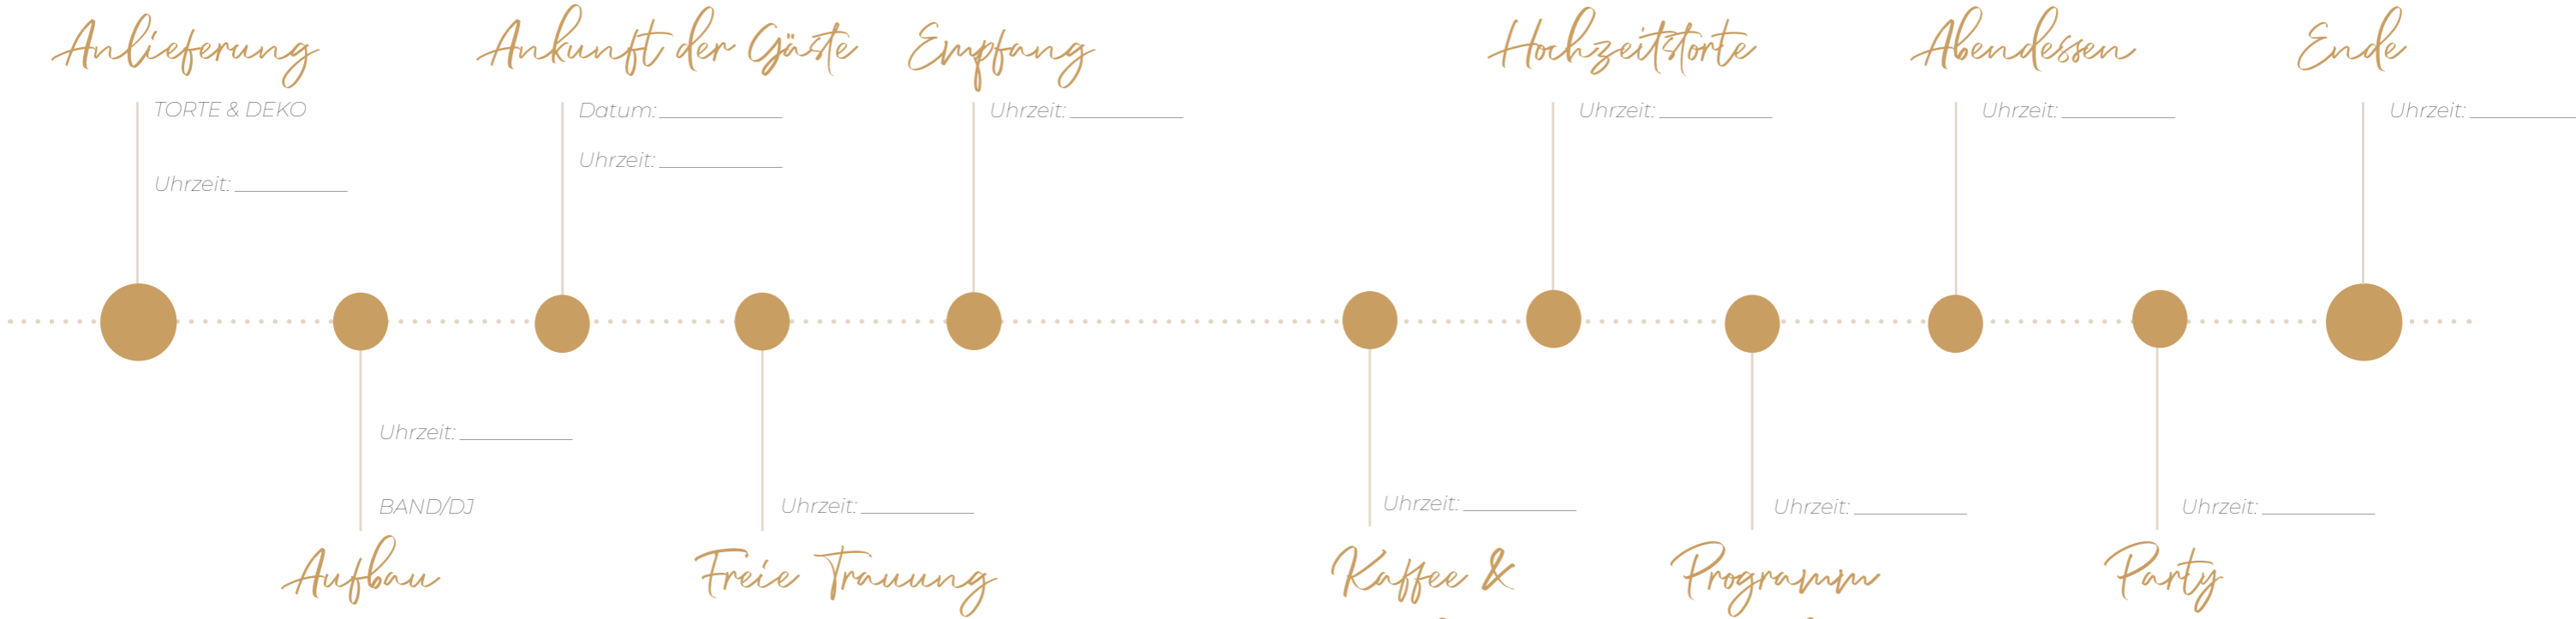 Anlieferung
TORTE & DEKO
Uhrzeit:
Uhrzeit:
BAND/DJ
Aufbau
Ankunft der Gäste
Datum:
Uhrzeit:
Uhrzeit:
Freie Trauung
Empfang
Uhrzeit:
Uhrzeit:
Kaffee &
Hochzeitstorte
Uhrzeit:
Uhrzeit:
Programm
Abendessen
Uhrzeit:
Uhrzeit:
Party
Ende
Uhrzeit: